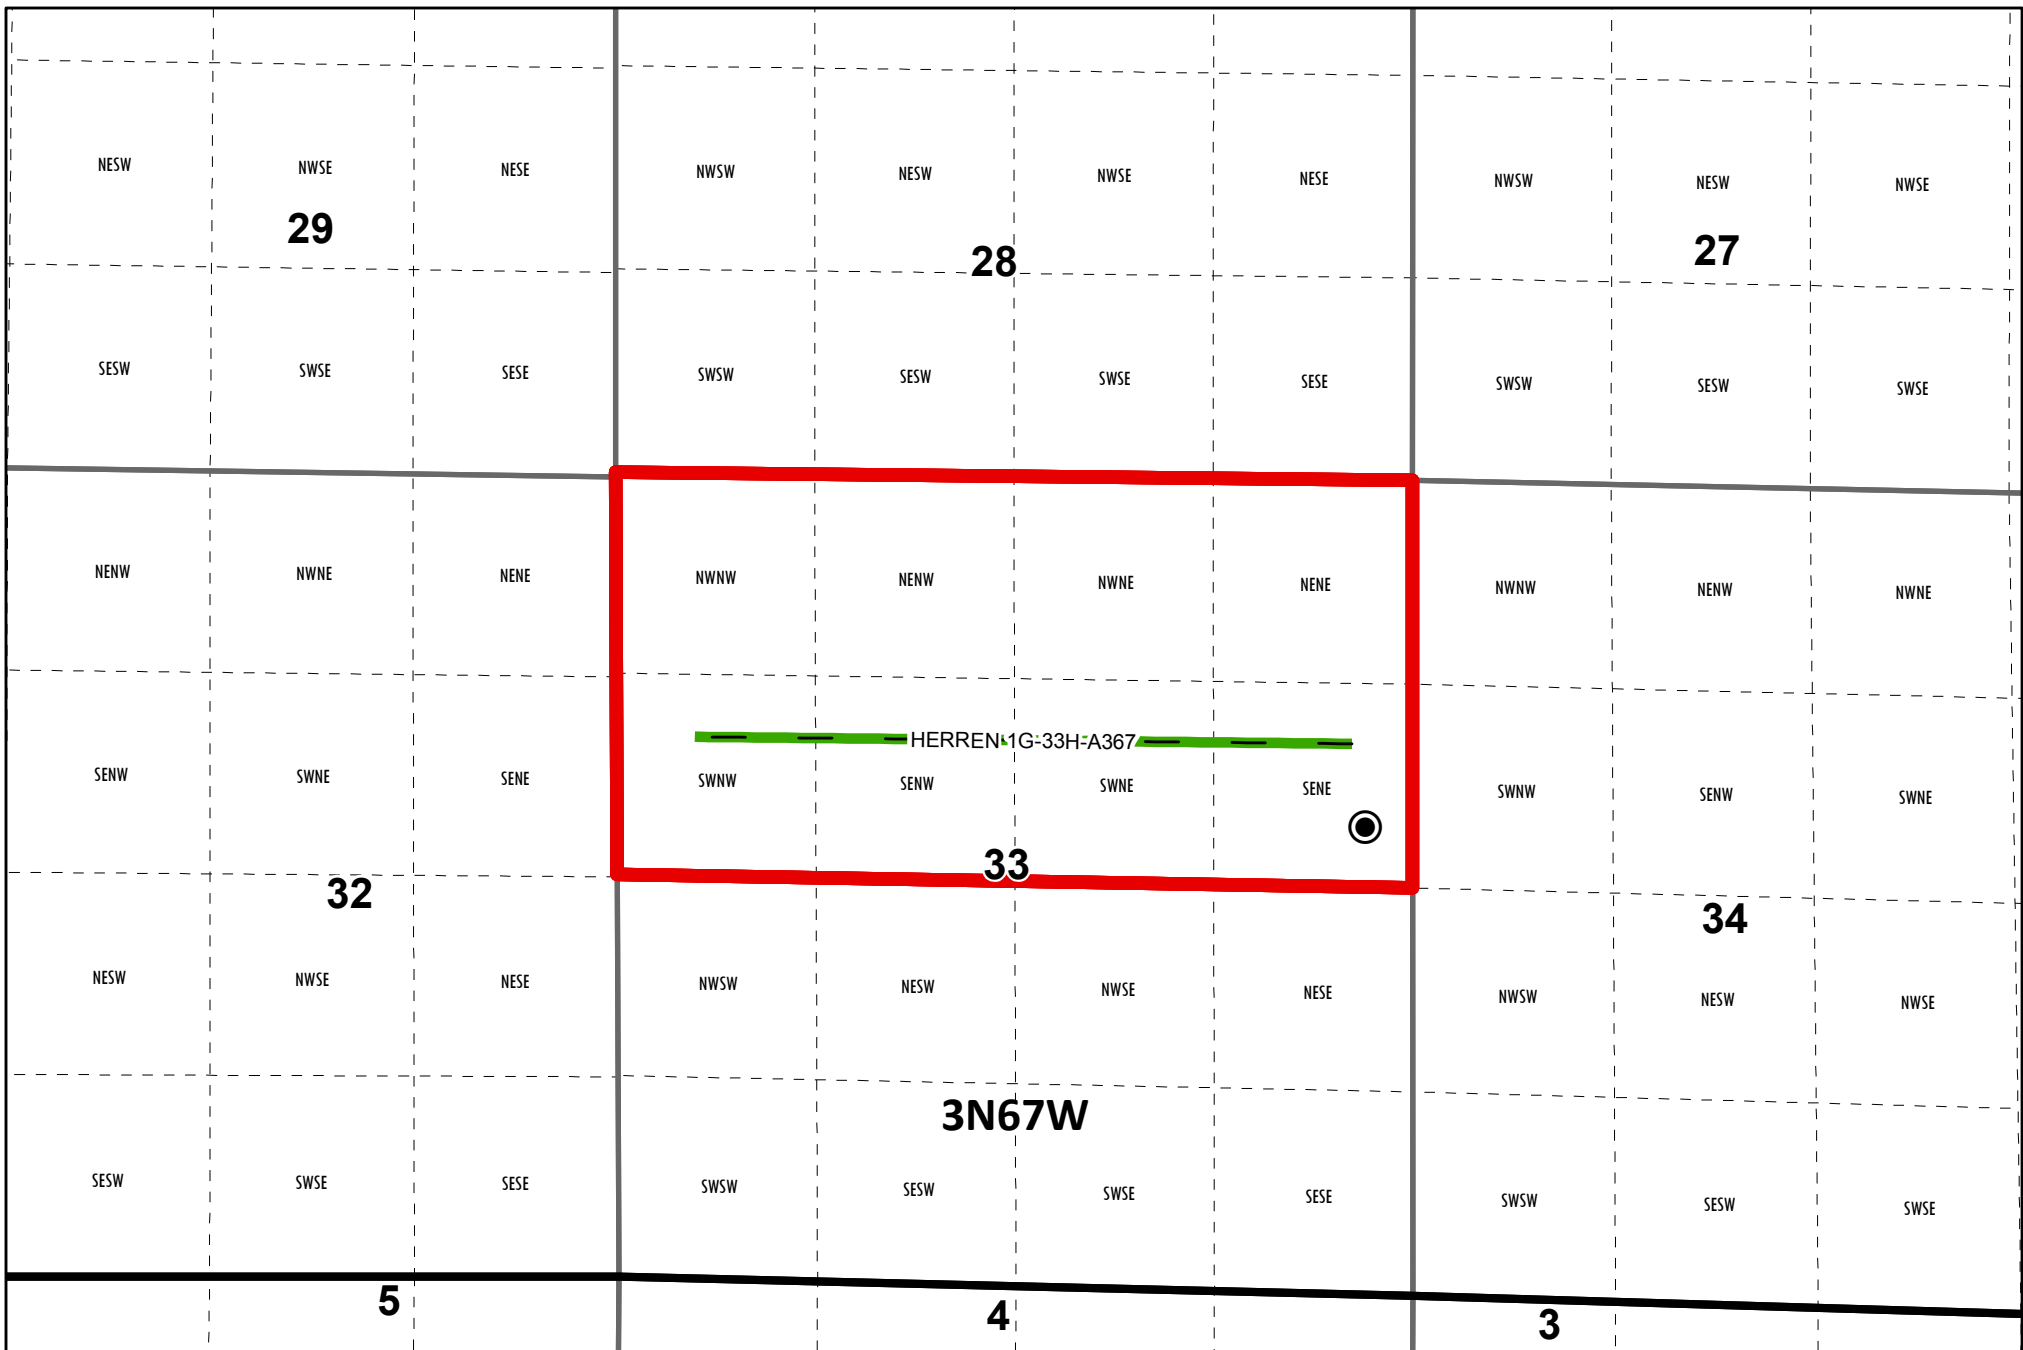 NESW NWSE NESE NWSW NESW NWSE NESE NWSW NESW NWSE
29 28 27
SESW SWSE SESE SWSW SESW SWSE SESE SWSW SESW SWSE
NENW NWNE NENE NWNW NENW NWNE NENE NWNW NENW NWNE
HERREN 1G-33H-A367
SENW SWNE SENE SWNW SENW SWNE SENE SWNW SENW SWNE
32 33 34
NESW NWSE NESE NWSW NESW NWSE NESE NWSW NESW NWSE
3N67W
SESW SWSE SESE SWSW SESW SWSE SESE SWSW SESW SWSE
5 4 3